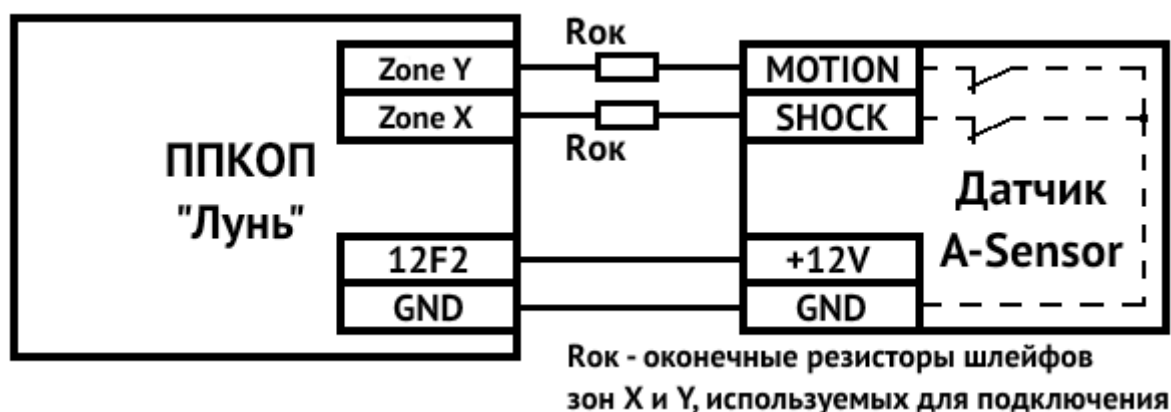 Rок
Zone Y
MOTION
Zone X
SHOCK
Rок
ППКОП
"Лунь"
Датчик
A-Sensor
12F2
+12V
GND
GND
Rок - оконечные резисторы шлейфов
зон X и Y, используемых для подключения